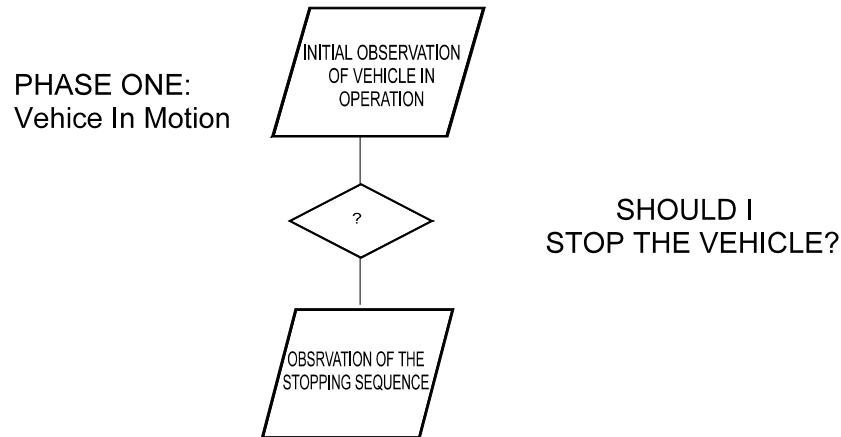 PHASE ONE:
Vehice In Motion
INITIAL OBSERVATION
OF VEHICLE IN
OPERATION
?
SHOULD I
STOP THE VEHICLE?
OBSRVATION OF THE
STOPPING SEQUENCE